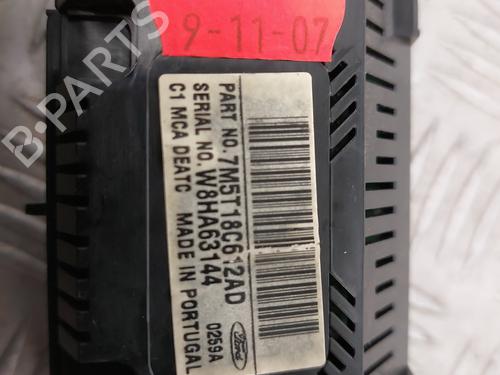 9-11-07
B-PARTS
PART NO. 7M5T18C612AD
SERIAL NO. W8HA63144
C1 MCA DEATC MADE IN PORTUGAL
0259A
Ford